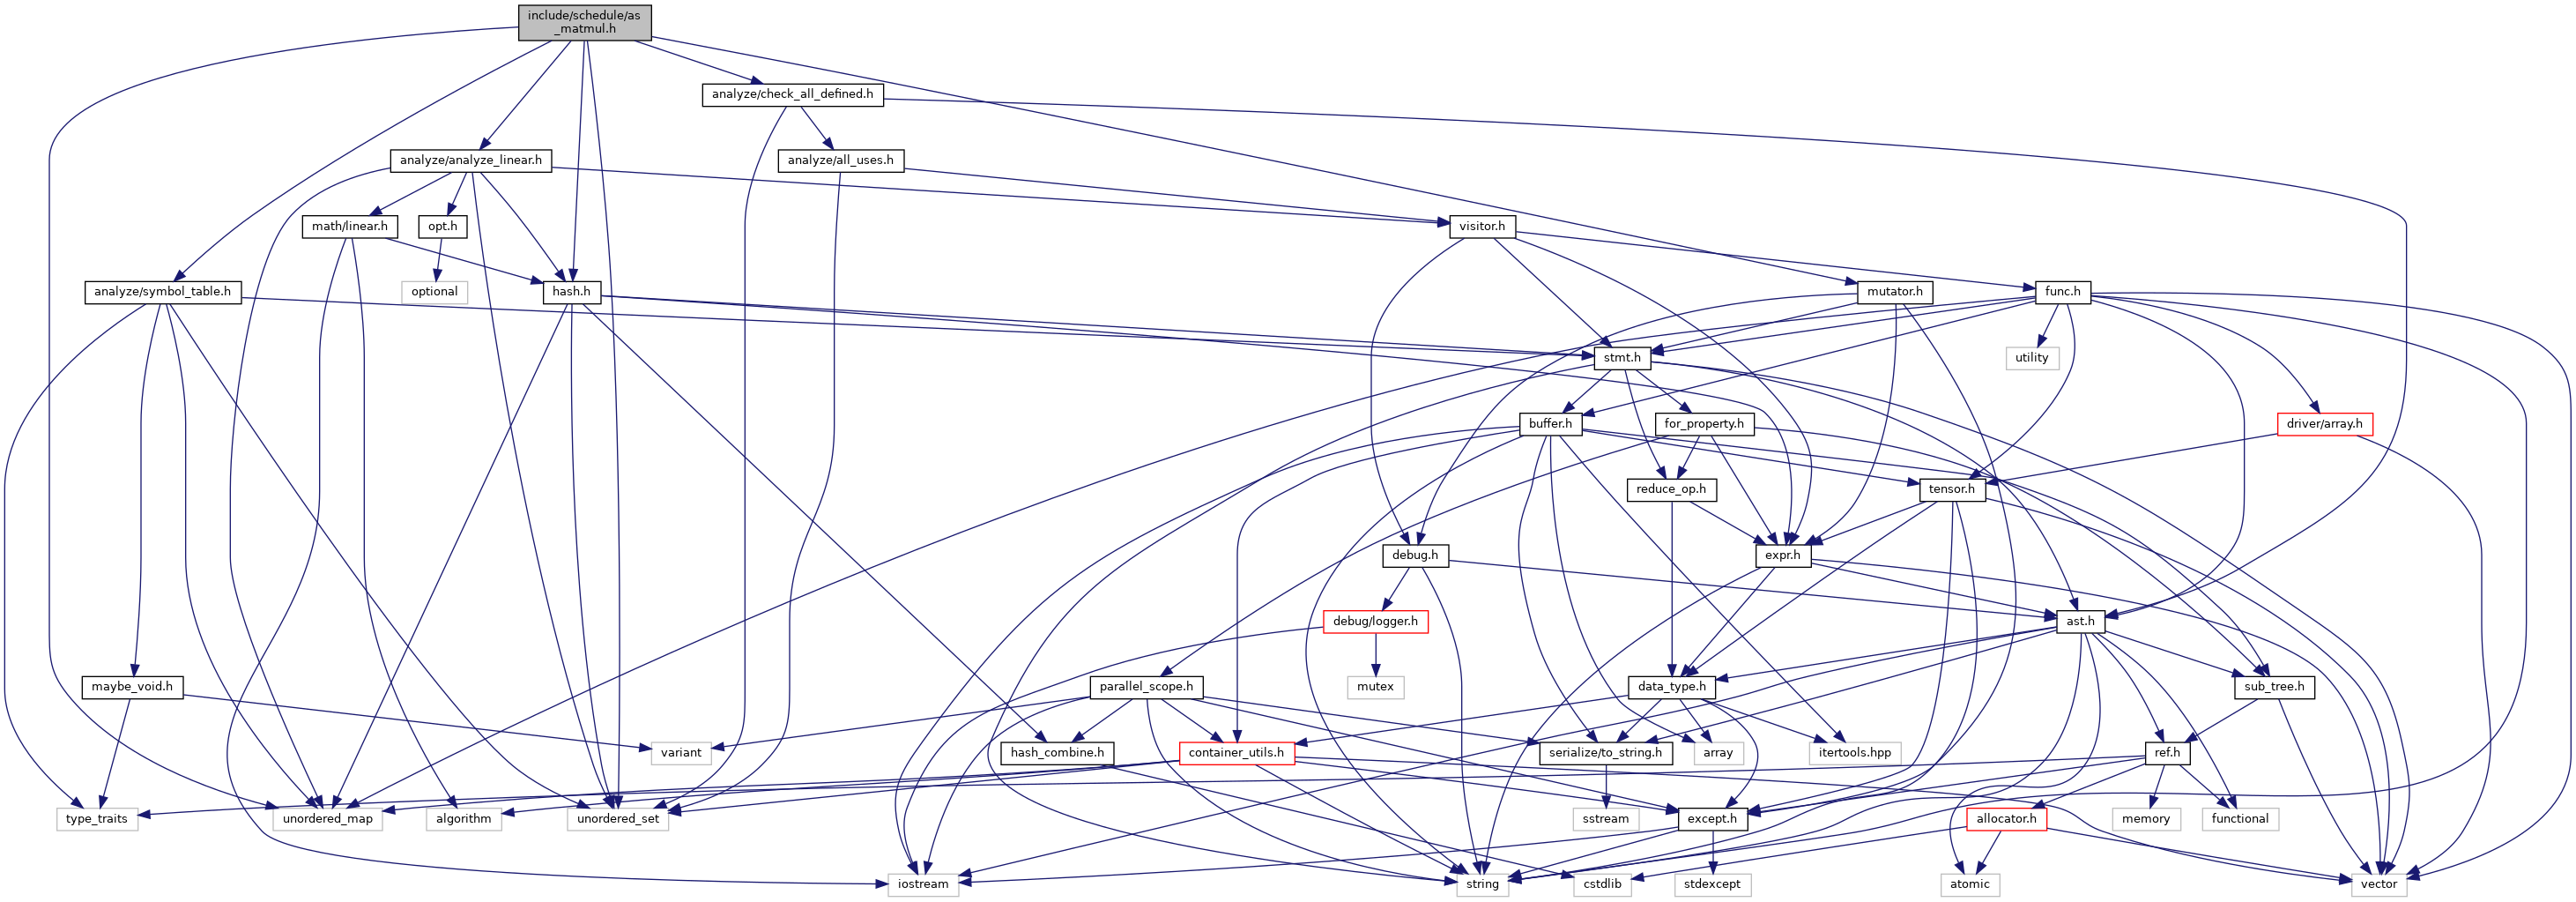 include/schedule/as
_matmul.h
analyze/check_all_defined.h
analyze/analyze_linear.h
analyze/all_uses.h
math/linear.h
opt.h
visitor.h
analyze/symbol_table.h
optional
hash.h
mutator.h
func.h
stmt.h
utility
buffer.h
for_property.h
driver/array.h
reduce_op.h
tensor.h
debug.h
expr.h
debug/logger.h
ast.h
maybe_void.h
parallel_scope.h
mutex
data_type.h
sub_tree.h
variant
hash_combine.h
container_utils.h
serialize/to_string.h
array
itertools.hpp
ref.h
type_traits
unordered_map
algorithm
unordered_set
sstream
except.h
allocator.h
memory
functional
iostream
string
cstdlib
stdexcept
atomic
vector